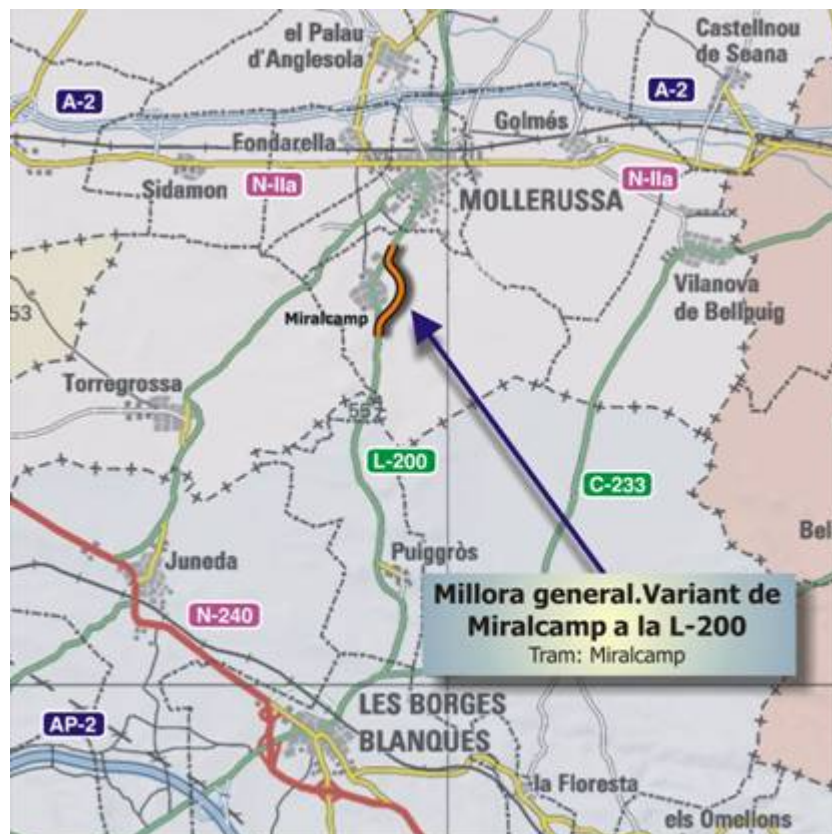 el Palau
d'Anglesola
Castellnou
de Seana
A-2
A-2
Golmés
Fondarella
Sidamon
N-IIa
N-IIa
MOLLERUSSA
Vilanova
de Bellpuig
53
Miralcamp
Torregrossa
L-200
C-233
Bel
Juneda
Puiggròs
Millora general.Variant de
Miralcamp a la L-200
Tram: Miralcamp
N-240
LES BORGES
BLANQUES
AP-2
la Floresta
els Omellons